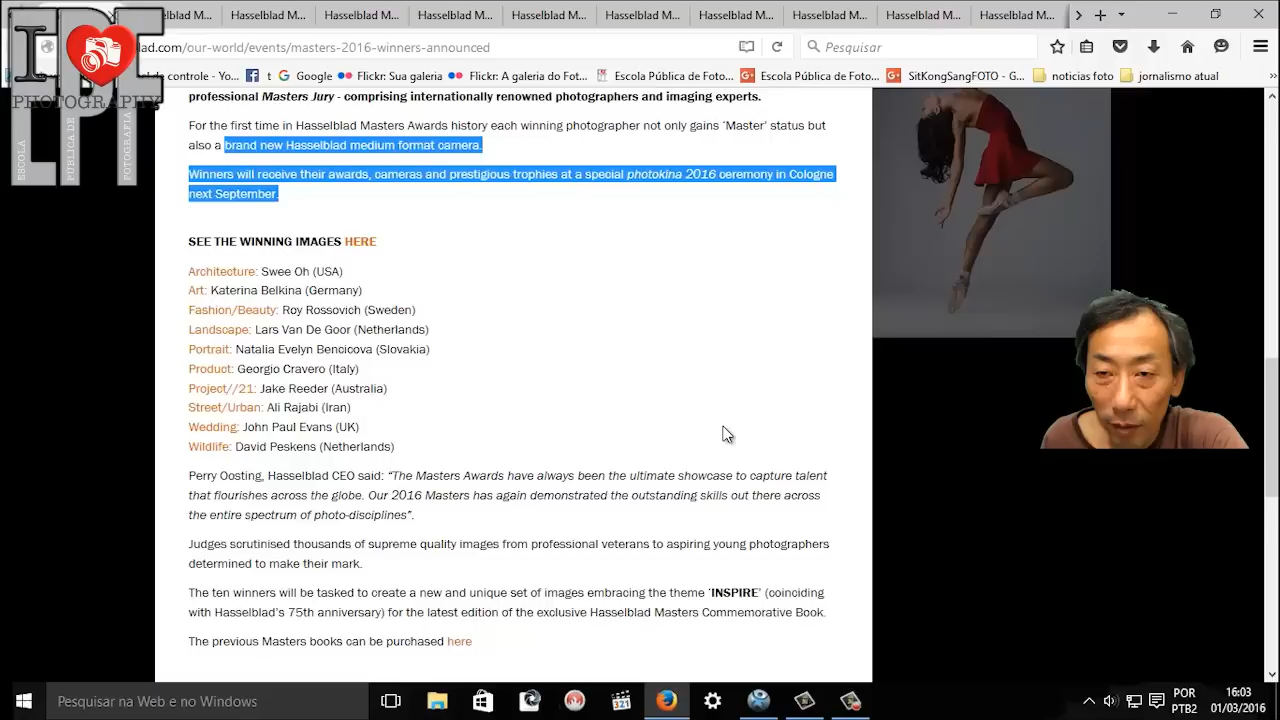 Hasselblad Mas... Hasselblad M... Hasselblad M... Hasselblad M... Hasselblad M... Hasselblad M... Hasselblad M... Hasselblad M...
lad.com/our-world/events/masters-2016-winners-announced
Pesquisar
de controle - Yo... t Google Flickr: Sua galeria Flickr: A galeria do Fot... Escola Pública de Foto... Escola Pública de Foto... SitKongSangFOTO - G... noticias foto jornalismo atual
PHOTOGRAPHY
ESCOLA
PUBLICA DE
FOTOGRAFIA
professional Masters Jury - comprising internationally renowned photographers and imaging experts.
For the first time in Hasselblad Masters Awards history each winning photographer not only gains 'Master' status but
also a brand new Hasselblad medium format camera.
Winners will receive their awards, cameras and prestigious trophies at a special photokina 2016 ceremony in Cologne
next September.
SEE THE WINNING IMAGES HERE
Architecture: Swee Oh (USA)
Art: Katerina Belkina (Germany)
Fashion/Beauty: Roy Rossovich (Sweden)
Landscape: Lars Van De Goor (Netherlands)
Portrait: Natalia Evelyn Bencicova (Slovakia)
Product: Georgio Cravero (Italy)
Project//21: Jake Reeder (Australia)
Street/Urban: Ali Rajabi (Iran)
Wedding: John Paul Evans (UK)
Wildlife: David Peskens (Netherlands)
Perry Oosting, Hasselblad CEO said: "The Masters Awards have always been the ultimate showcase to capture talent
that flourishes across the globe. Our 2016 Masters has again demonstrated the outstanding skills out there across
the entire spectrum of photo-disciplines".
Judges scrutinised thousands of supreme quality images from professional veterans to aspiring young photographers
determined to make their mark.
The ten winners will be tasked to create a new and unique set of images embracing the theme 'INSPIRE' (coinciding
with Hasselblad's 75th anniversary) for the latest edition of the exclusive Hasselblad Masters Commemorative Book.
The previous Masters books can be purchased here
Pesquisar na Web e no Windows
321
POR
PTB2
16:03
01/03/2016